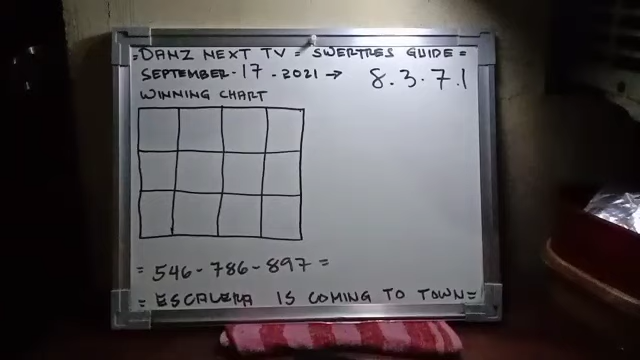 = DANZ NEXT TV = SWERTRES GUIDE =
SEPTEMBER - 17 - 2021 → 8.3.7.1
WINNING CHART
= 546 - 786 - 897 =
= ESCALERA IS COMING TO TOWN =